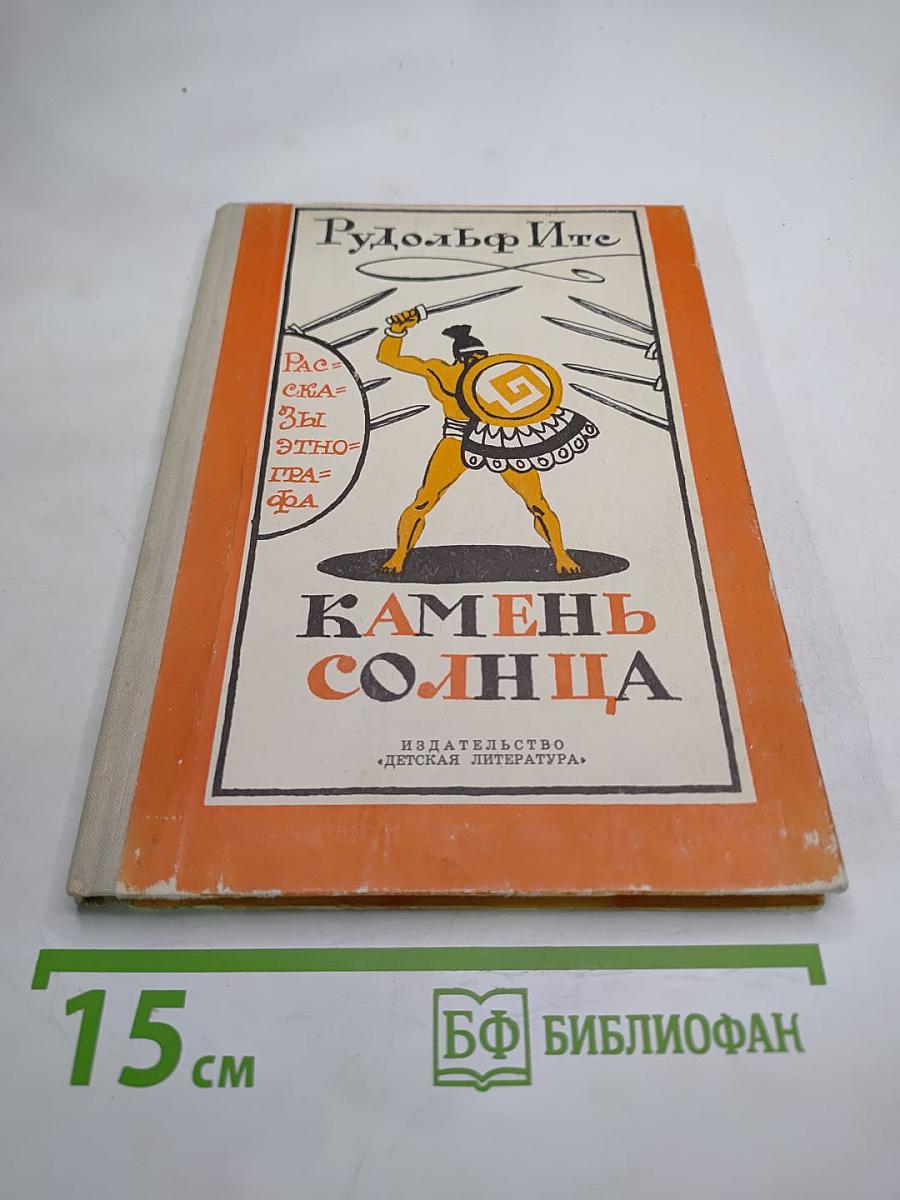 Рудольф Итс
Рас=
ска=
зы
этно=
гра=
фа
КАМЕНЬ
СОЛНЦА
ИЗДАТЕЛЬСТВО
«ДЕТСКАЯ ЛИТЕРАТУРА»
15 см
БФ БИБЛИОФАН